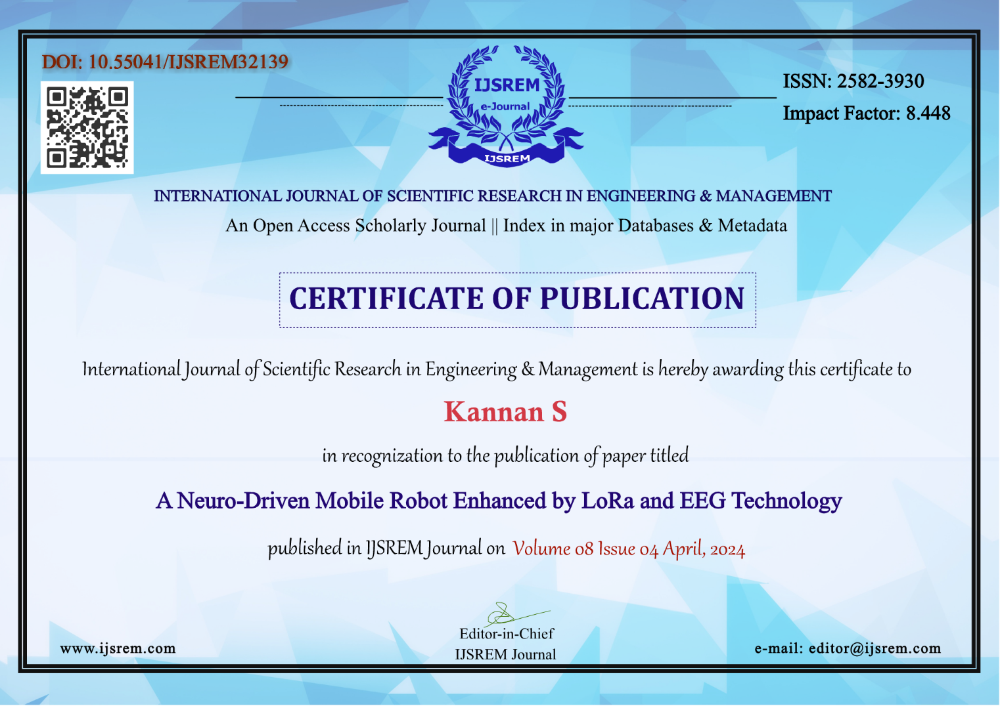 DOI: 10.55041/IJSREM32139
IJSREM
e-Journal
IJSREM
ISSN: 2582-3930
Impact Factor: 8.448
INTERNATIONAL JOURNAL OF SCIENTIFIC RESEARCH IN ENGINEERING & MANAGEMENT
An Open Access Scholarly Journal || Index in major Databases & Metadata
CERTIFICATE OF PUBLICATION
International Journal of Scientific Research in Engineering & Management is hereby awarding this certificate to
Kannan S
in recognization to the publication of paper titled
A Neuro-Driven Mobile Robot Enhanced by LoRa and EEG Technology
published in IJSREM Journal on Volume 08 Issue 04 April, 2024
Editor-in-Chief
IJSREM Journal
www.ijsrem.com
e-mail: editor@ijsrem.com